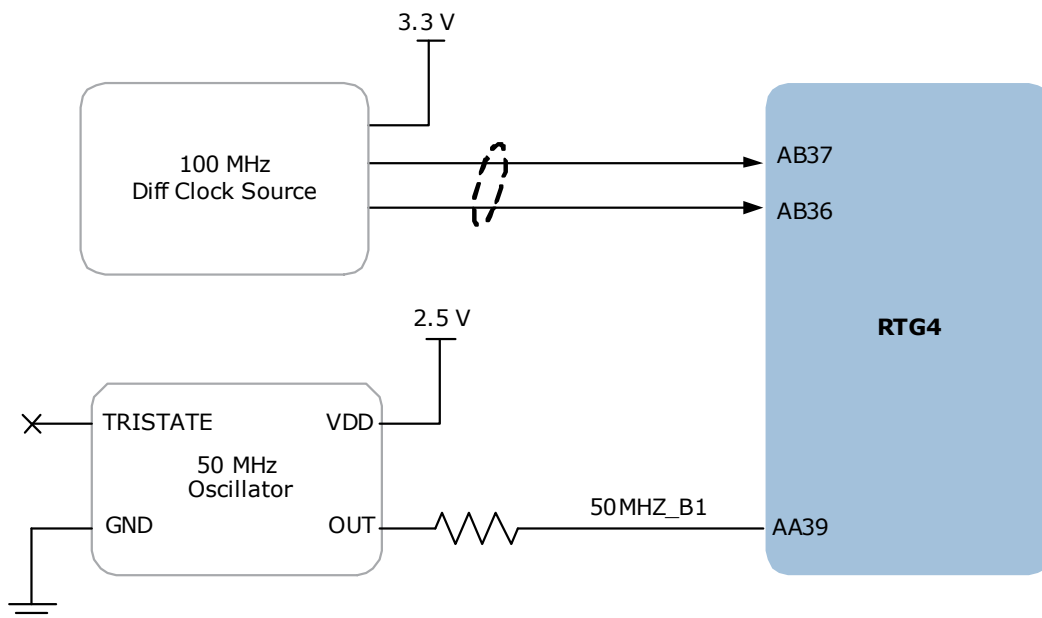 3.3 V
100 MHz
Diff Clock Source
AB37
AB36
RTG4
2.5 V
TRISTATE
VDD
50 MHz
Oscillator
GND
OUT
50MHZ_B1
AA39